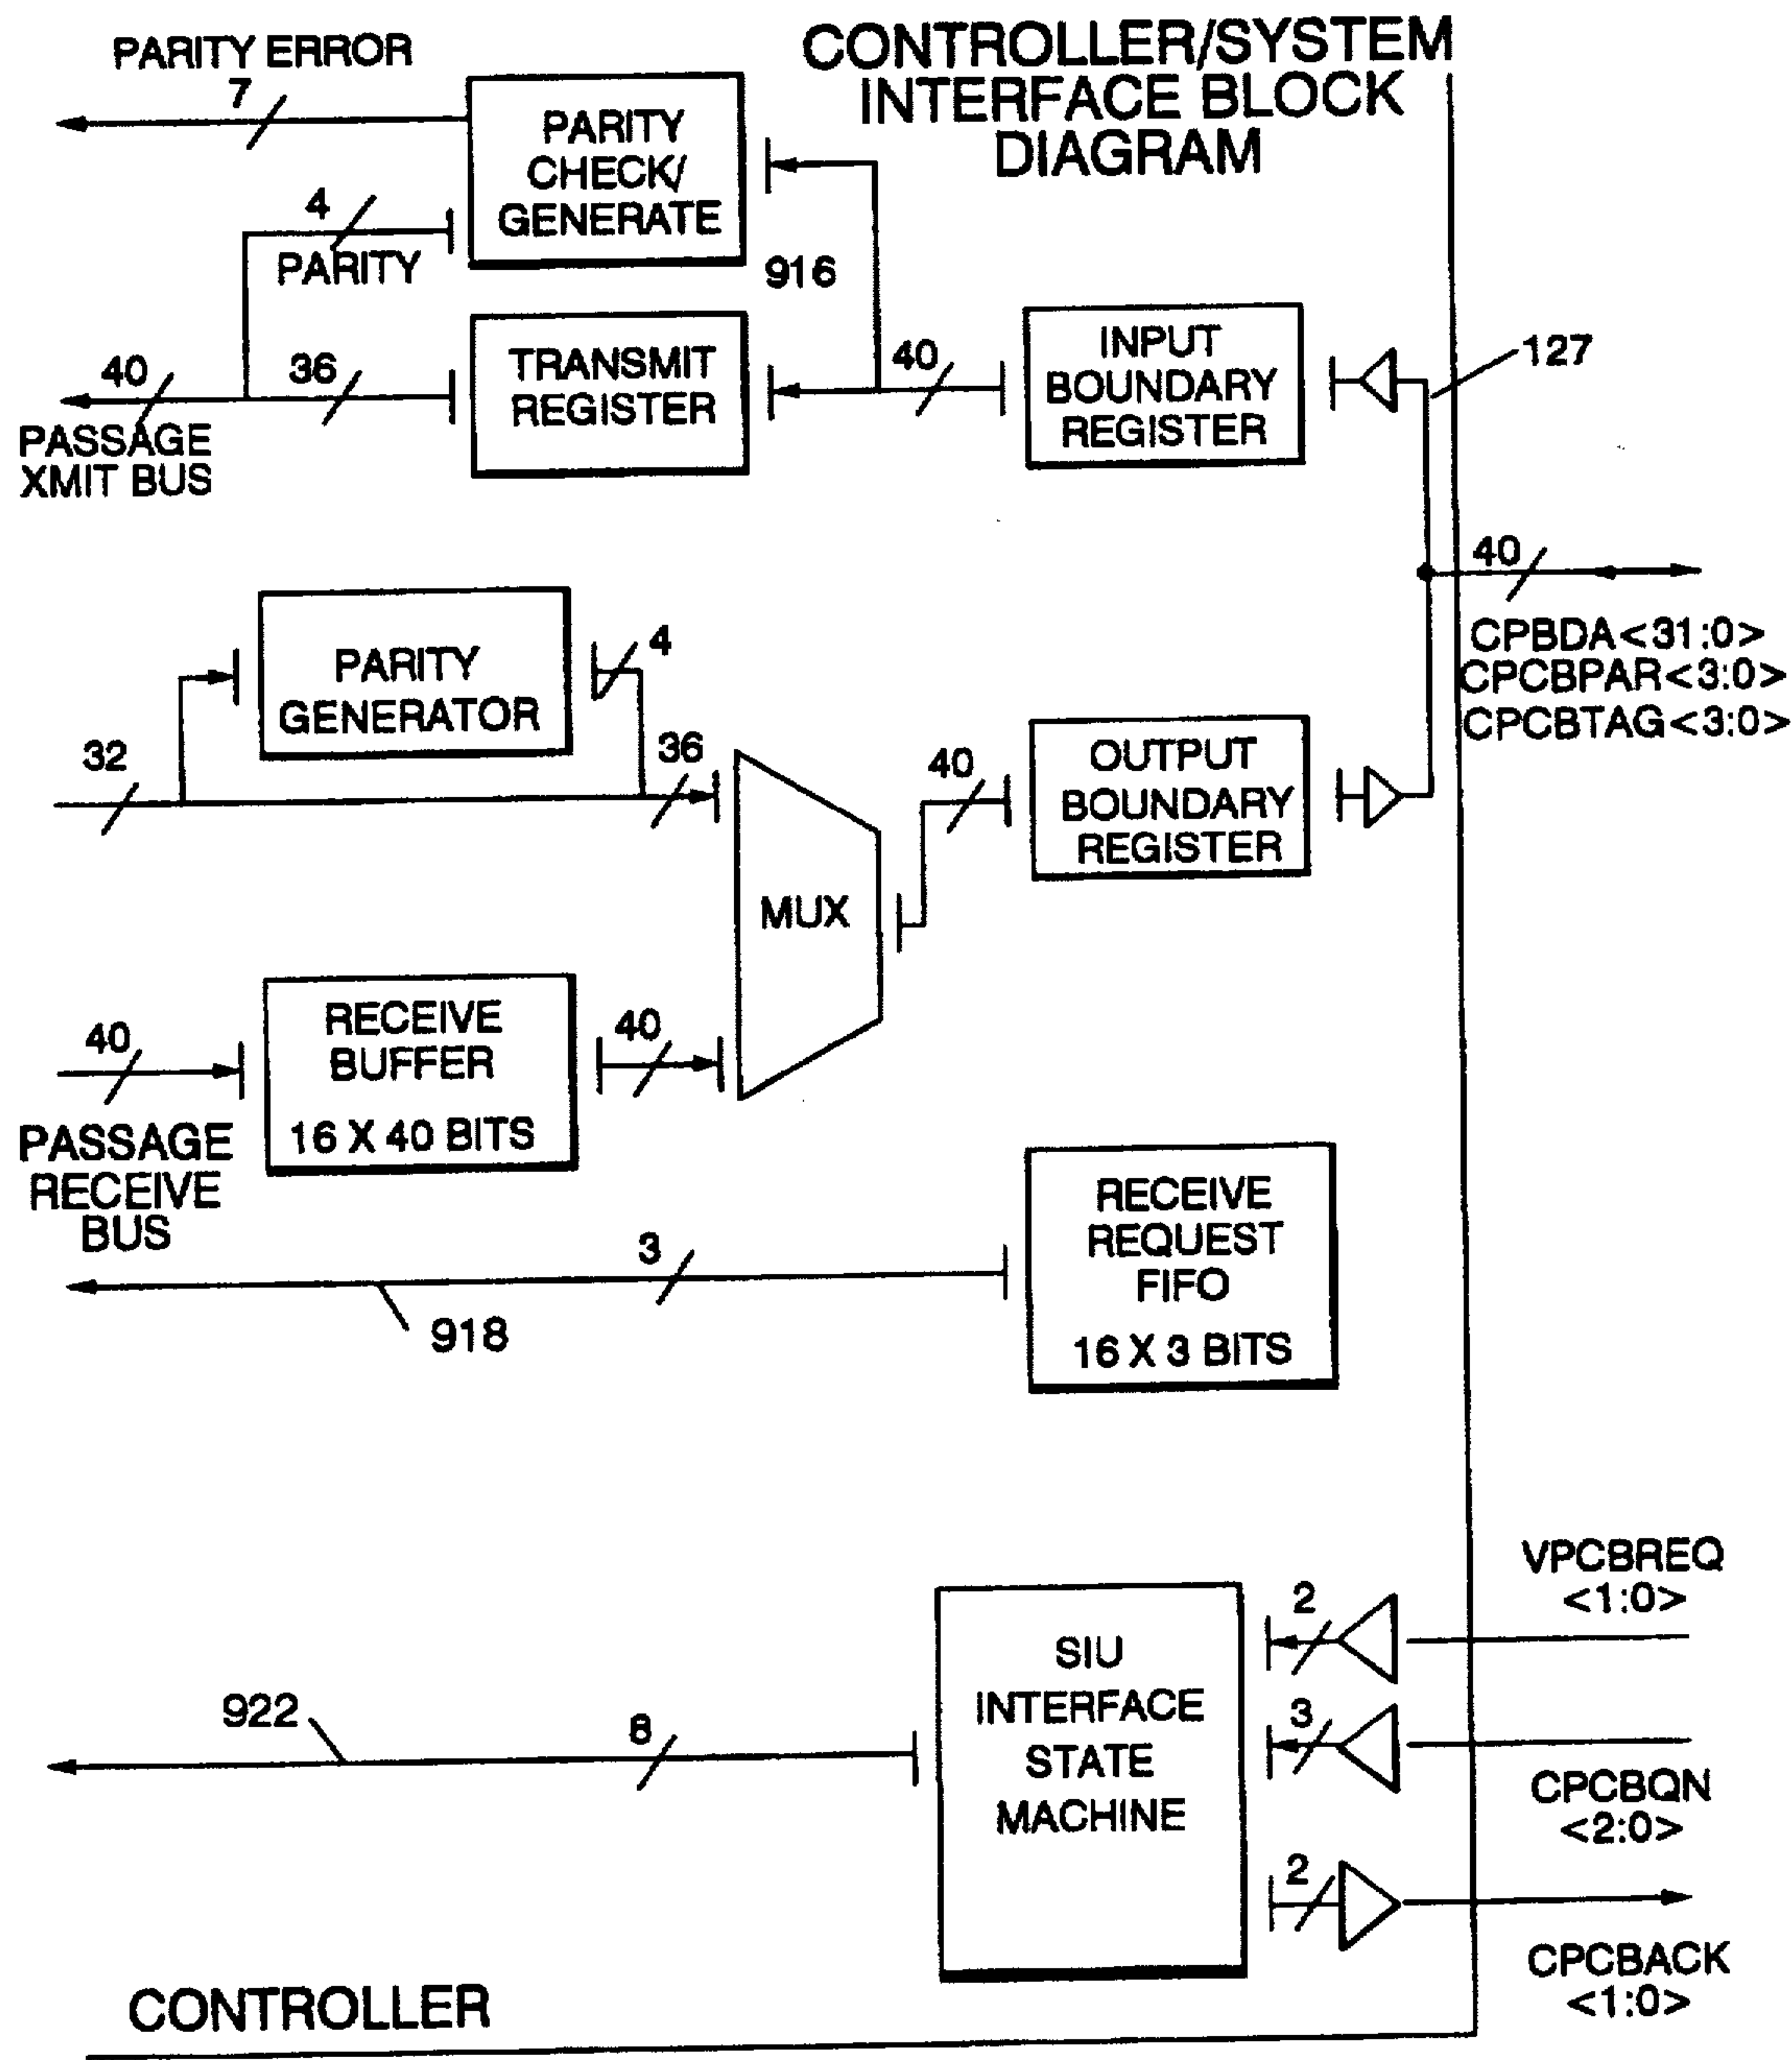 CONTROLLER/SYSTEM
INTERFACE BLOCK
DIAGRAM
PARITY ERROR
7
PARITY
CHECK/
GENERATE
4
PARITY
916
40
36
TRANSMIT
REGISTER
40
INPUT
BOUNDARY
REGISTER
127
PASSAGE
XMIT BUS
40
CPBDA<31:0>
CPCBPAR<3:0>
CPCBTAG<3:0>
PARITY
GENERATOR
4
32
36
MUX
40
OUTPUT
BOUNDARY
REGISTER
40
RECEIVE
BUFFER
16 X 40 BITS
40
PASSAGE
RECEIVE
BUS
3
918
RECEIVE
REQUEST
FIFO
16 X 3 BITS
VPCBREQ
<1:0>
2
SIU
INTERFACE
STATE
MACHINE
922
8
3
CPCBQN
<2:0>
2
CPCBACK
<1:0>
CONTROLLER